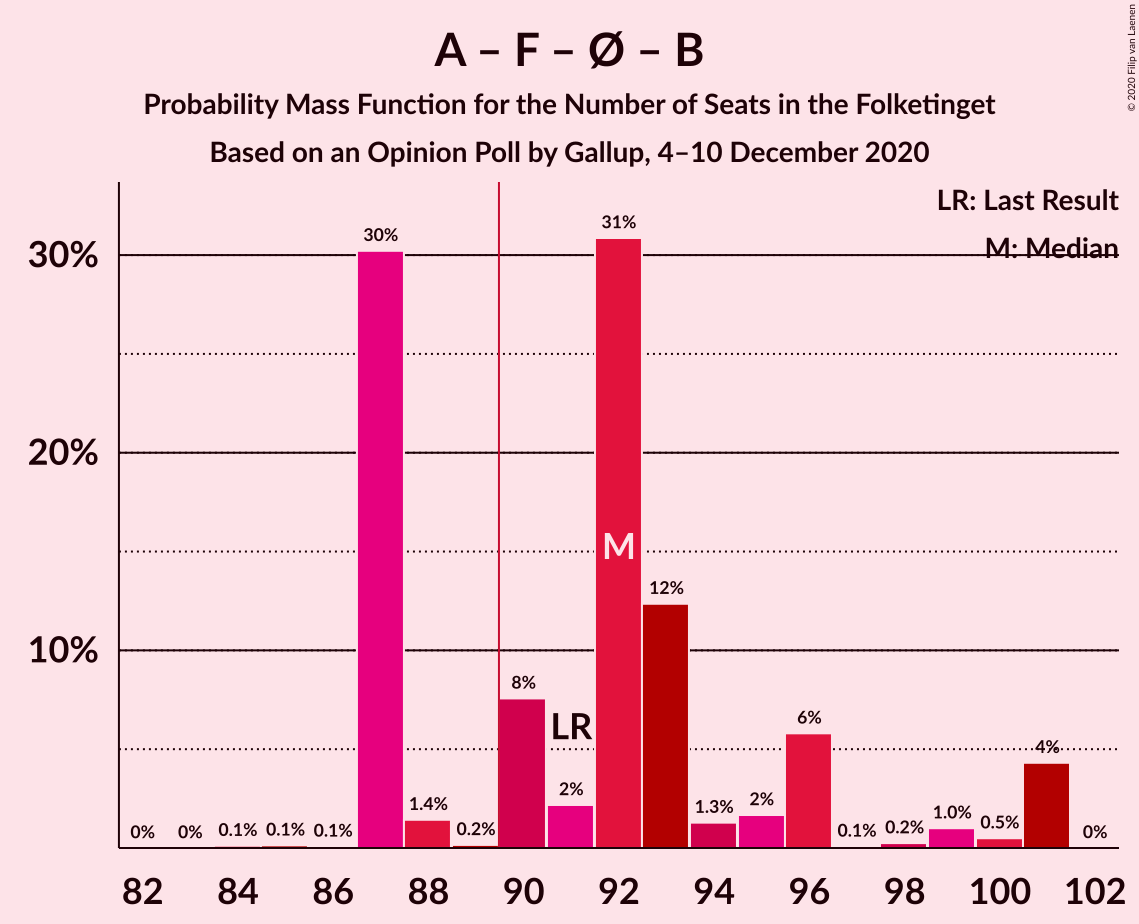 A – F – Ø – B
Probability Mass Function for the Number of Seats in the Folketinget
Based on an Opinion Poll by Gallup, 4–10 December 2020
© 2020 Filip van Laenen
LR: Last Result
M: Median
30%
20%
10%
0% 0% 0.1% 0.1% 0.1% 30% 1.4% 0.2% 8% 2% 31% 12% 1.3% 2% 6% 0.1% 0.2% 1.0% 0.5% 4% 0%
LR
M
82 84 86 88 90 92 94 96 98 100 102